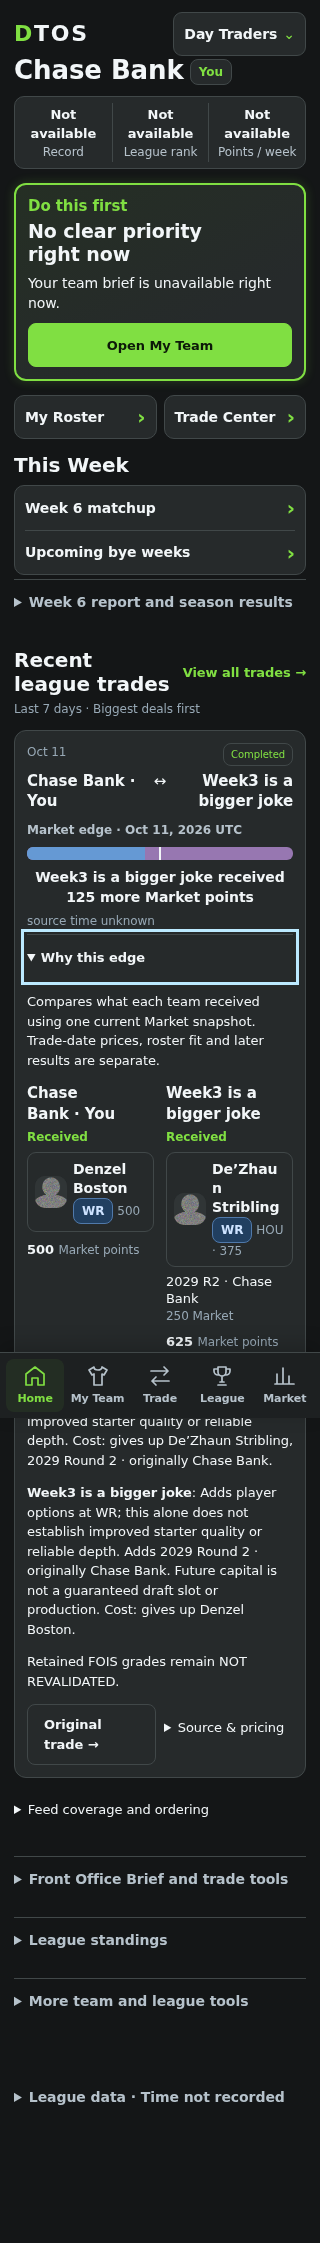 DTOS
Day Traders ⌄
Chase Bank You
Not available
Record
Not available
League rank
Not available
Points / week
Do this first
No clear priority
right now
Your team brief is unavailable right
now.
Open My Team
My Roster ›
Trade Center ›
This Week
Week 6 matchup ›
Upcoming bye weeks ›
▶ Week 6 report and season results
Recent
league trades
View all trades →
Last 7 days · Biggest deals first
Oct 11
Completed
Chase Bank ·
You
↔
Week3 is a
bigger joke
Market edge · Oct 11, 2026 UTC
Week3 is a bigger joke received
125 more Market points
source time unknown
▼ Why this edge
Compares what each team received
using one current Market snapshot.
Trade-date prices, roster fit and later
results are separate.
Chase
Bank · You
Received
Denzel
Boston
WR 500
500 Market points
Week3 is a
bigger joke
Received
De’Zhau
n
Stribling
WR HOU
· 375
2029 R2 · Chase
Bank
250 Market
625 Market points
Home
My Team
Trade
League
Market
improved starter quality or reliable
depth. Cost: gives up De’Zhaun Stribling,
2029 Round 2 · originally Chase Bank.
Week3 is a bigger joke: Adds player
options at WR; this alone does not
establish improved starter quality or
reliable depth. Adds 2029 Round 2 ·
originally Chase Bank. Future capital is
not a guaranteed draft slot or
production. Cost: gives up Denzel
Boston.
Retained FOIS grades remain NOT
REVALIDATED.
Original
trade →
▶ Source & pricing
▶ Feed coverage and ordering
▶ Front Office Brief and trade tools
▶ League standings
▶ More team and league tools
▶ League data · Time not recorded